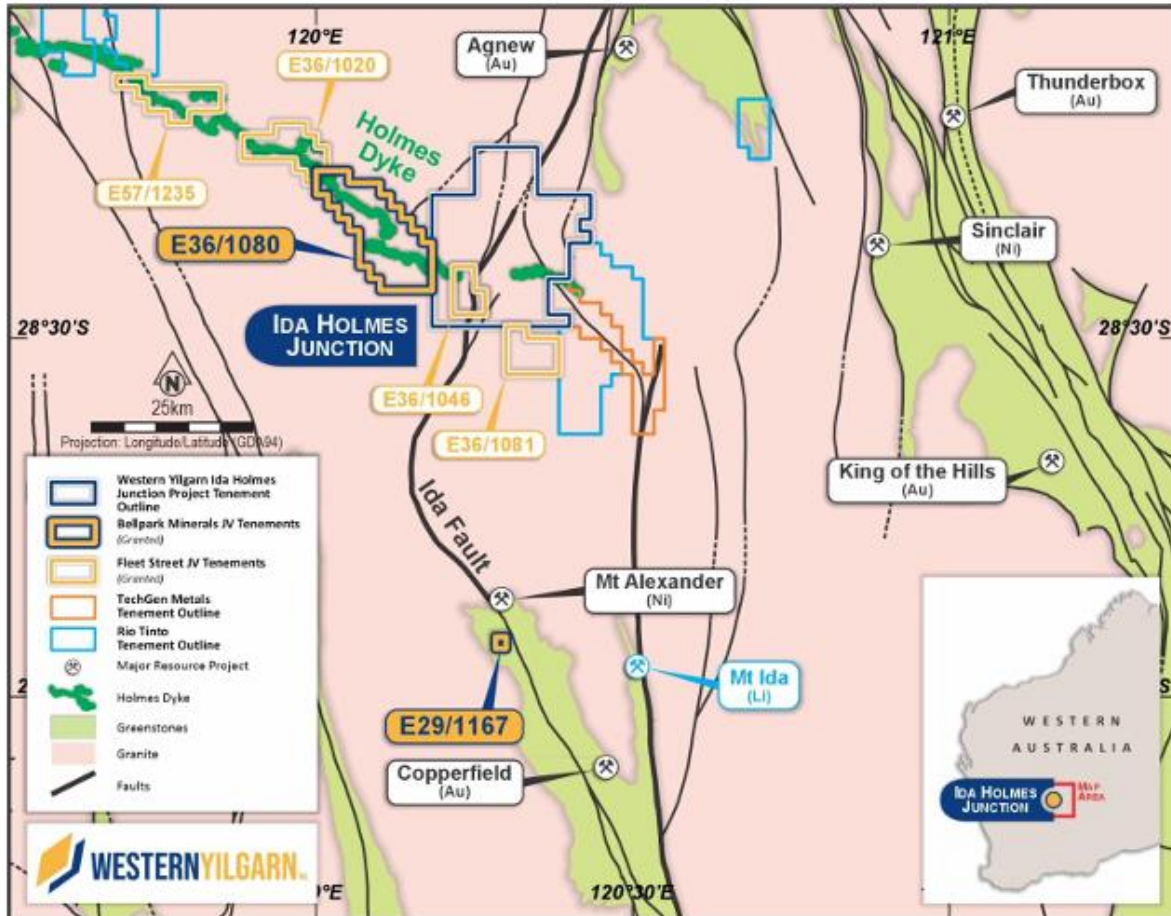 120°E
121°E
Agnew
(Au)
E36/1020
Thunderbox
(Au)
Holmes
Dyke
E57/1235
E36/1080
Sinclair
(Ni)
IDA HOLMES
JUNCTION
28°30'S
28°30'S
N
25km
Projection: Longitude/Latitude (GDA94)
E36/1046
E36/1081
King of the Hills
(Au)
Ida Fault
Western Yilgarn Ida Holmes
Junction Project Tenement
Outline
Bellpark Minerals JV Tenements
(Granted)
Fleet Street JV Tenements
(Granted)
TechGen Metals
Tenement Outline
Rio Tinto
Tenement Outline
Major Resource Project
Holmes Dyke
Greenstones
Granite
Faults
Mt Alexander
(Ni)
Mt Ida
(Li)
E29/1167
Copperfield
(Au)
WESTERN
AUSTRALIA
IDA HOLMES
JUNCTION
MAP
AREA
WESTERNYILGARN
120°30'E